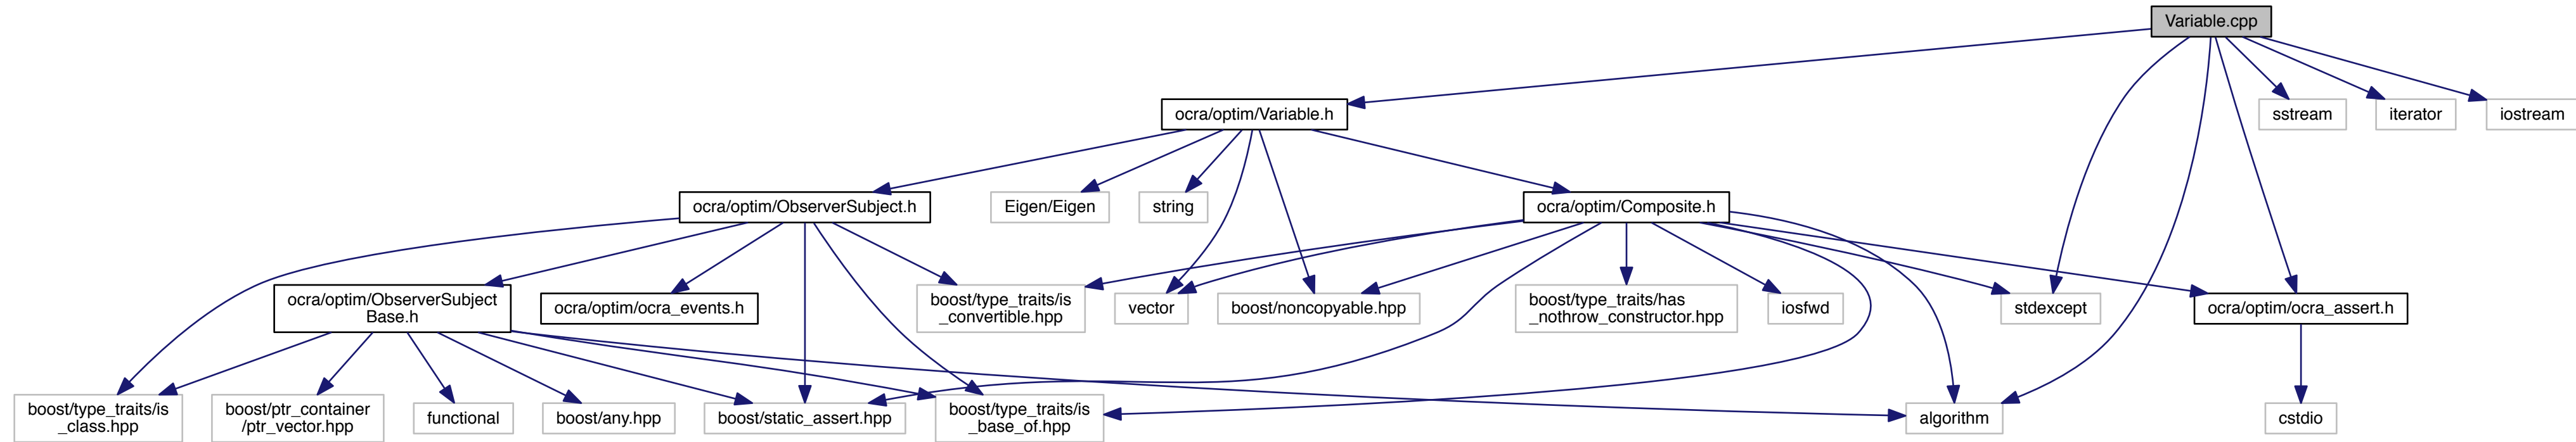 Variable.cpp
ocra/optim/Variable.h
sstream
iterator
iostream
ocra/optim/ObserverSubject.h
Eigen/Eigen
string
ocra/optim/Composite.h
ocra/optim/ObserverSubject
Base.h
ocra/optim/ocra_events.h
boost/type_traits/is
_convertible.hpp
vector
boost/noncopyable.hpp
boost/type_traits/has
_nothrow_constructor.hpp
iosfwd
stdexcept
ocra/optim/ocra_assert.h
boost/type_traits/is
_class.hpp
boost/ptr_container
/ptr_vector.hpp
functional
boost/any.hpp
boost/static_assert.hpp
boost/type_traits/is
_base_of.hpp
algorithm
cstdio